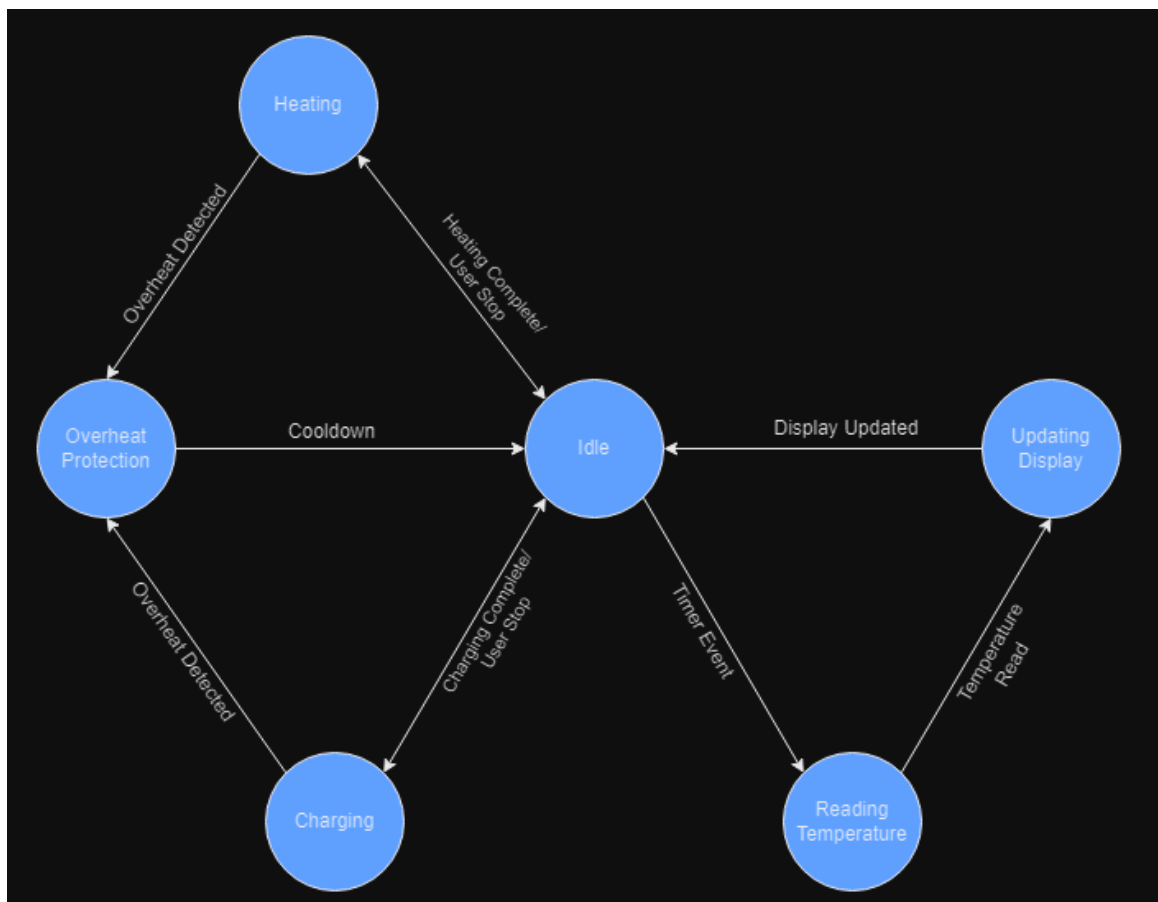 Heating
Overheat Detected
Heating Complete/
User Stop
Overheat
Protection
Cooldown
Idle
Display Updated
Updating
Display
Overheat Detected
Charging Complete/
User Stop
Timer Event
Temperature
Read
Charging
Reading
Temperature